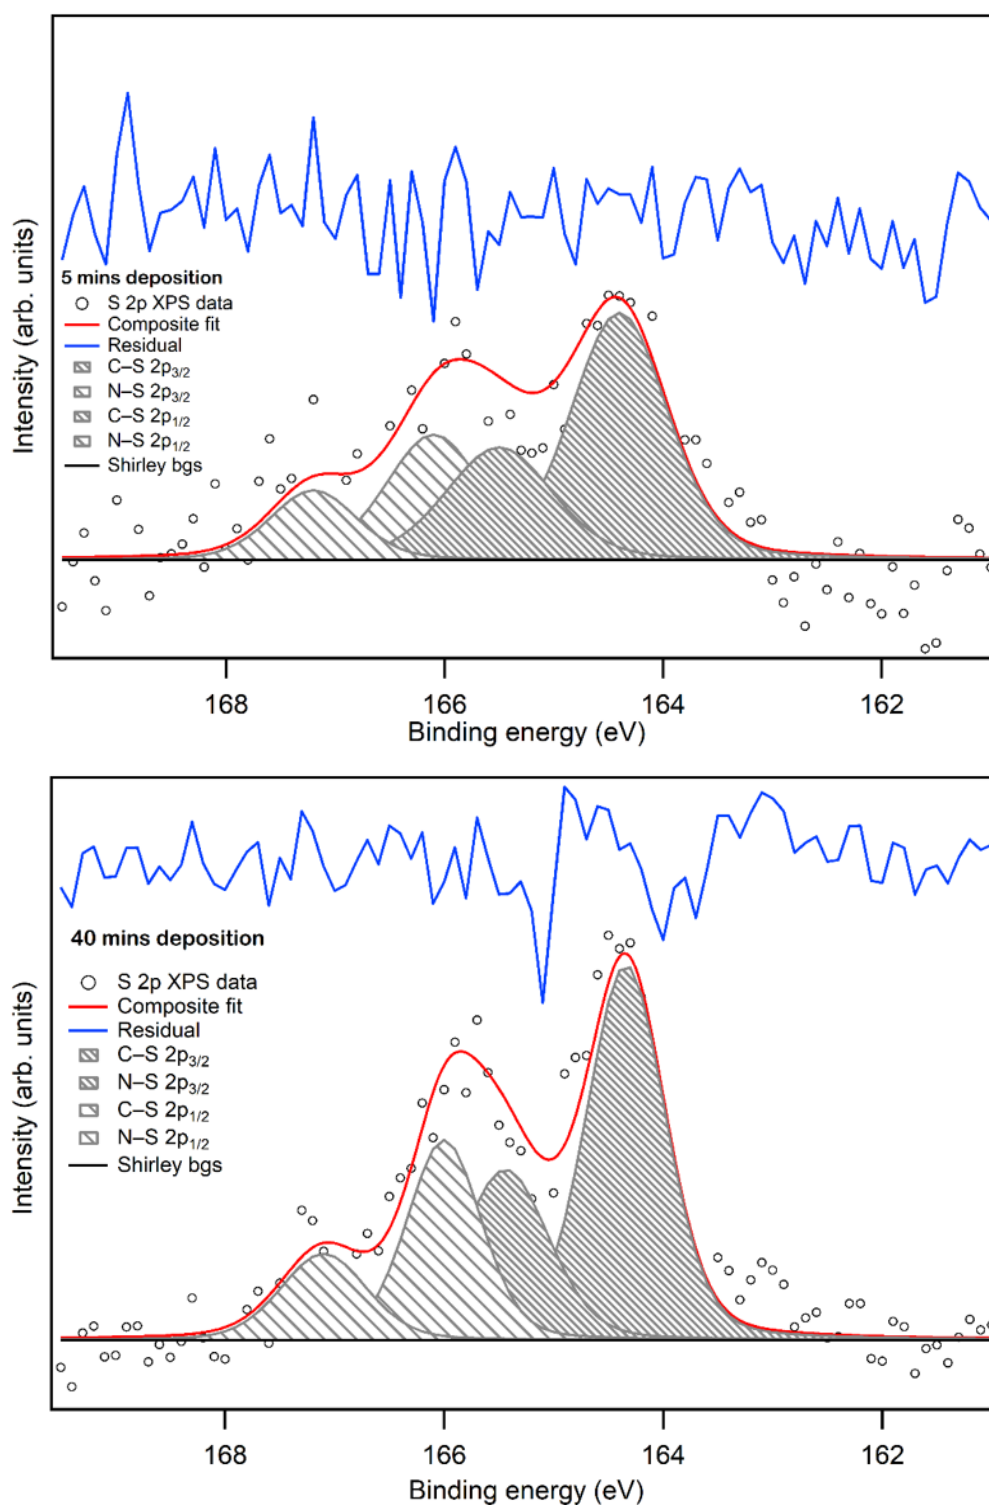 Intensity (arb. units)
5 mins deposition
S 2p XPS data
Composite fit
Residual
C–S 2p3/2
N–S 2p3/2
C–S 2p1/2
N–S 2p1/2
Shirley bgs
168 166 164 162
Binding energy (eV)
Intensity (arb. units)
40 mins deposition
S 2p XPS data
Composite fit
Residual
C–S 2p3/2
N–S 2p3/2
C–S 2p1/2
N–S 2p1/2
Shirley bgs
168 166 164 162
Binding energy (eV)